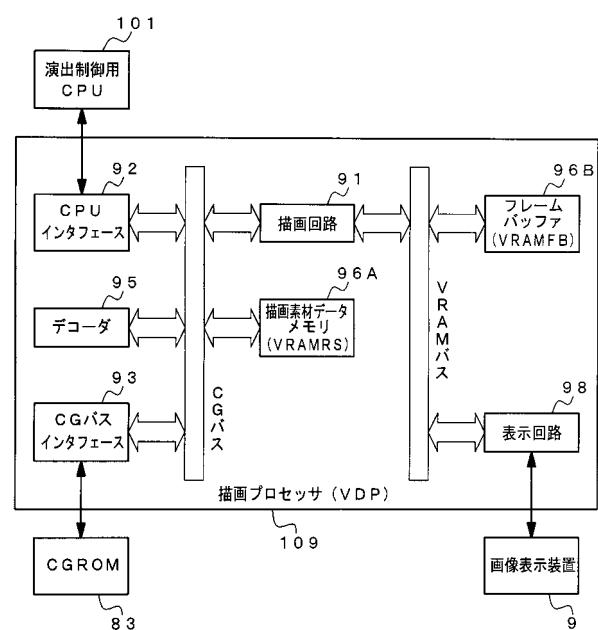 101
演出制御用
CPU
92
CPU
インタフェース
91
描画回路
96B
フレーム
バッファ
(VRAMFB)
95
デコーダ
96A
描画素材データ
メモリ
(VRAMRS)
VRAMバス
93
CGバス
インタフェース
CGバス
98
表示回路
描画プロセッサ(VDP)
109
CGROM
83
画像表示装置
9